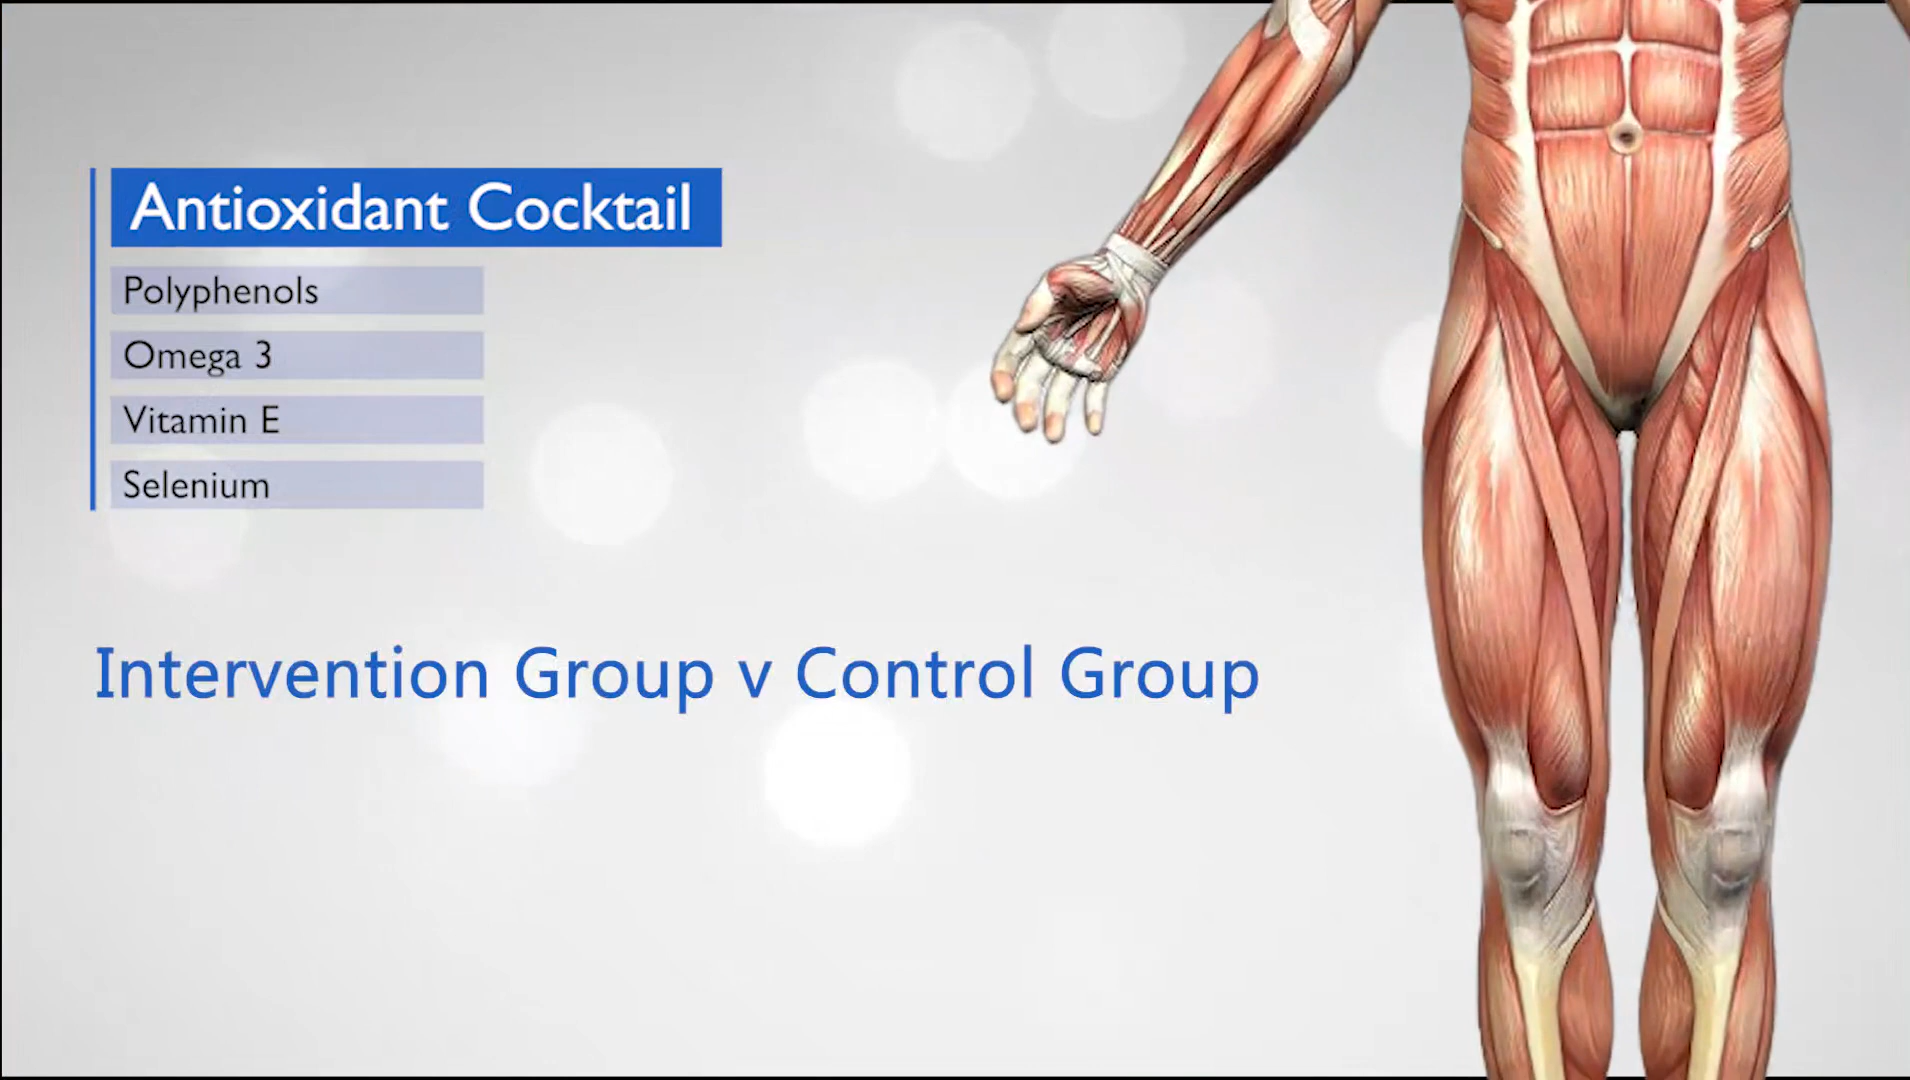 Antioxidant Cocktail
Polyphenols
Omega 3
Vitamin E
Selenium
Intervention Group v Control Group